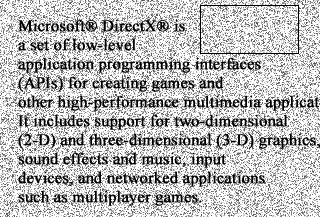 Microsoft® DirectX® is
a set of low-level
application programming interfaces
(APIs) for creating games and
other high-performance multimedia applicat
It includes support for two-dimensional
(2-D) and three-dimensional (3-D) graphics,
sound effects and music, input
devices, and networked applications
such as multiplayer games.